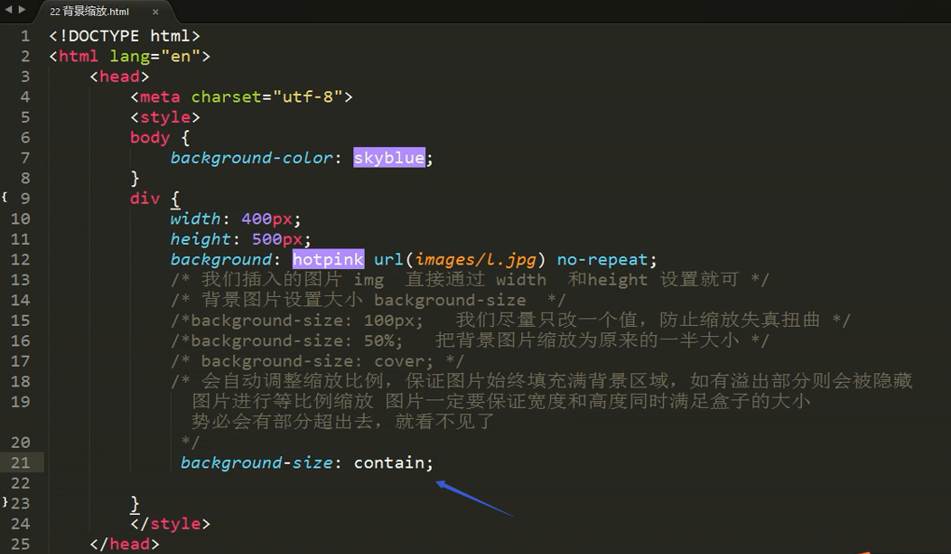 22 背景缩放.html
1 <!DOCTYPE html>
2 <html lang="en">
3 <head>
4 <meta charset="utf-8">
5 <style>
6 body {
7 background-color: skyblue;
8 }
9 div {
10 width: 400px;
11 height: 500px;
12 background: hotpink url(images/l.jpg) no-repeat;
13 /* 我们插入的图片 img 直接通过 width 和height 设置就可 */
14 /* 背景图片设置大小 background-size */
15 /*background-size: 100px; 我们尽量只改一个值，防止缩放失真扭曲 */
16 /*background-size: 50%; 把背景图片缩放为原来的一半大小 */
17 /* background-size: cover; */
18 /* 会自动调整缩放比例，保证图片始终填充满背景区域，如有溢出部分则会被隐藏
19 图片进行等比例缩放 图片一定要保证宽度和高度同时满足盒子的大小
势必会有部分超出去，就看不见了
20 */
21 background-size: contain;
22
23 }
24 </style>
25 </head>